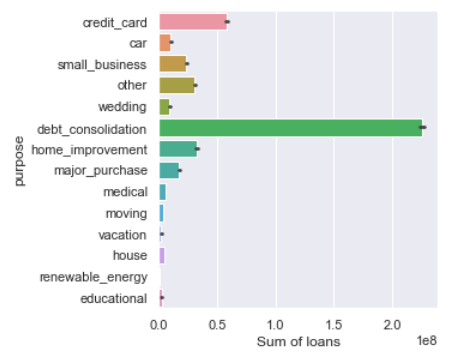 credit_card
car
small_business
other
wedding
debt_consolidation
home_improvement
major_purchase
medical
moving
vacation
house
renewable_energy
educational
purpose
0.0 0.5 1.0 1.5 2.0
1e8
Sum of loans